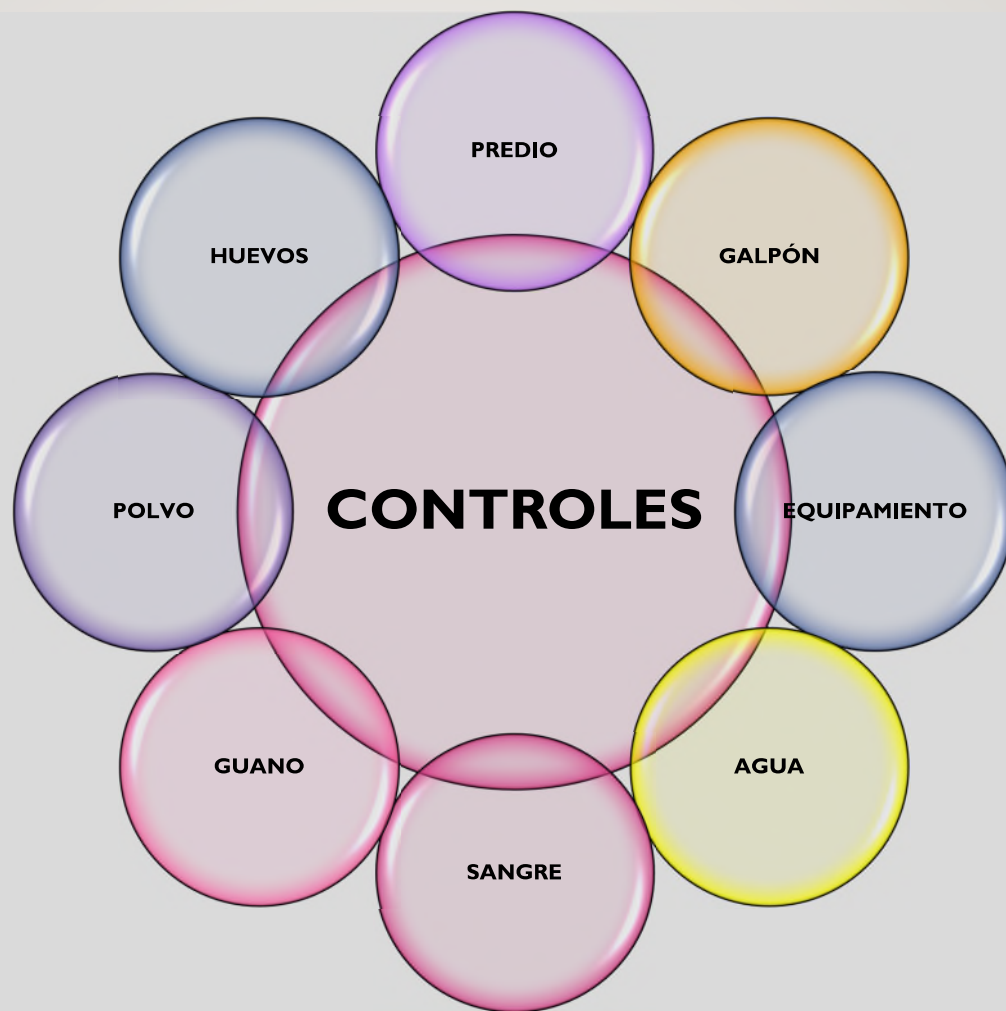 PREDIO
HUEVOS
GALPÓN
POLVO
CONTROLES
EQUIPAMIENTO
GUANO
AGUA
SANGRE